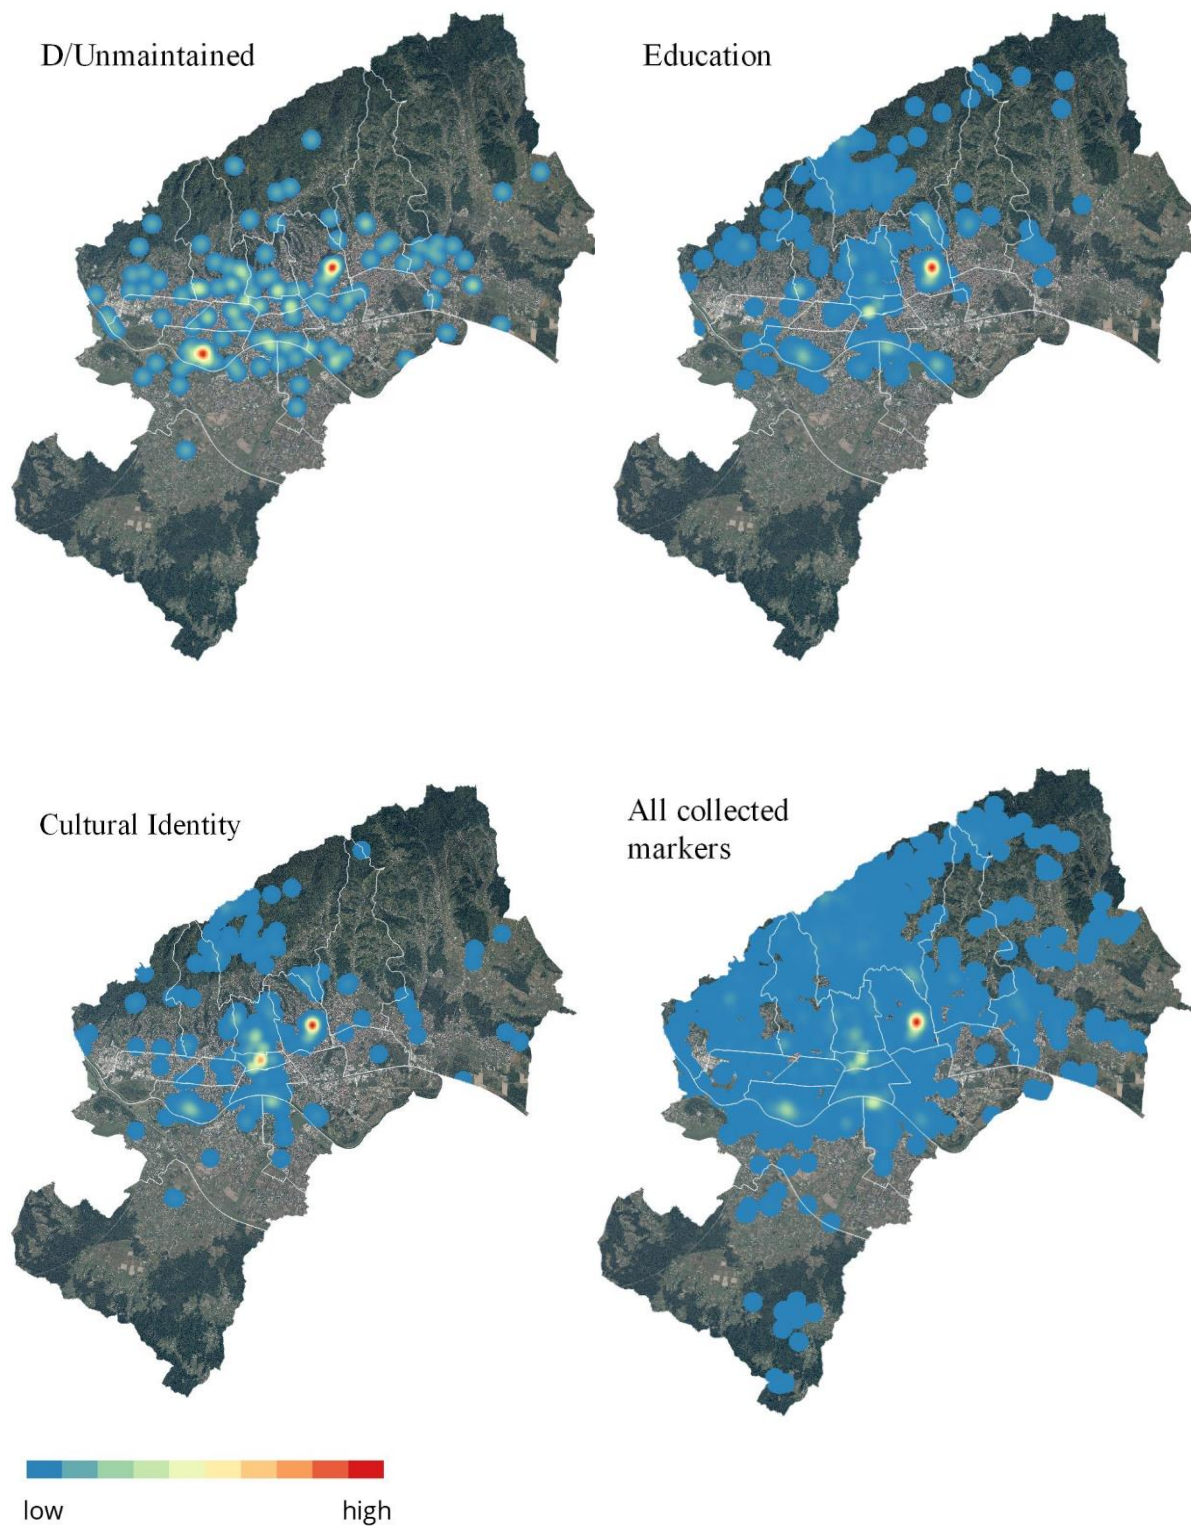 D/Unmaintained
Education
Cultural Identity
All collected
markers
low
high